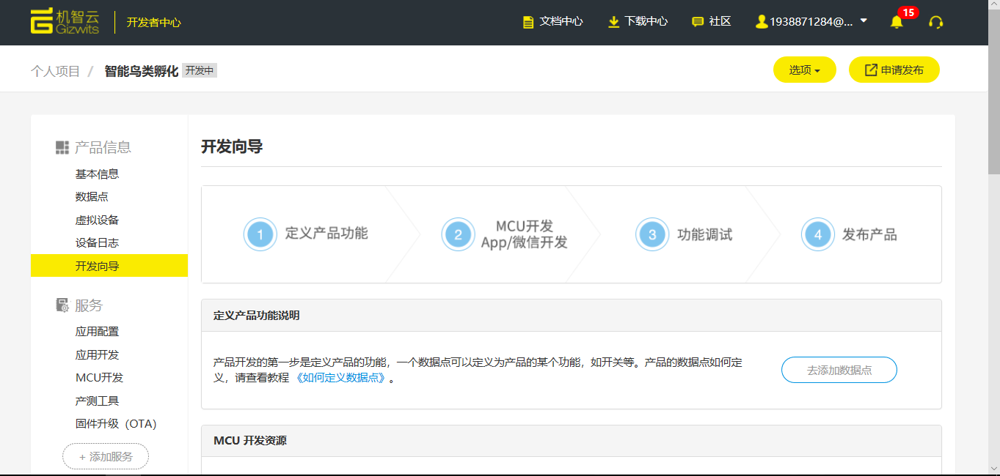 机智云
Gizwits
开发者中心
文档中心
下载中心
社区
1938871284@...
15
个人项目 / 智能鸟类孵化 开发中
选项
申请发布
产品信息
基本信息
数据点
虚拟设备
设备日志
开发向导
服务
应用配置
应用开发
MCU开发
产测工具
固件升级（OTA）
+ 添加服务
开发向导
1 定义产品功能
2 MCU开发
App/微信开发
3 功能调试
4 发布产品
定义产品功能说明
产品开发的第一步是定义产品的功能，一个数据点可以定义为产品的某个功能，如开关等。产品的数据点如何定
义，请查看教程 《如何定义数据点》。
去添加数据点
MCU 开发资源